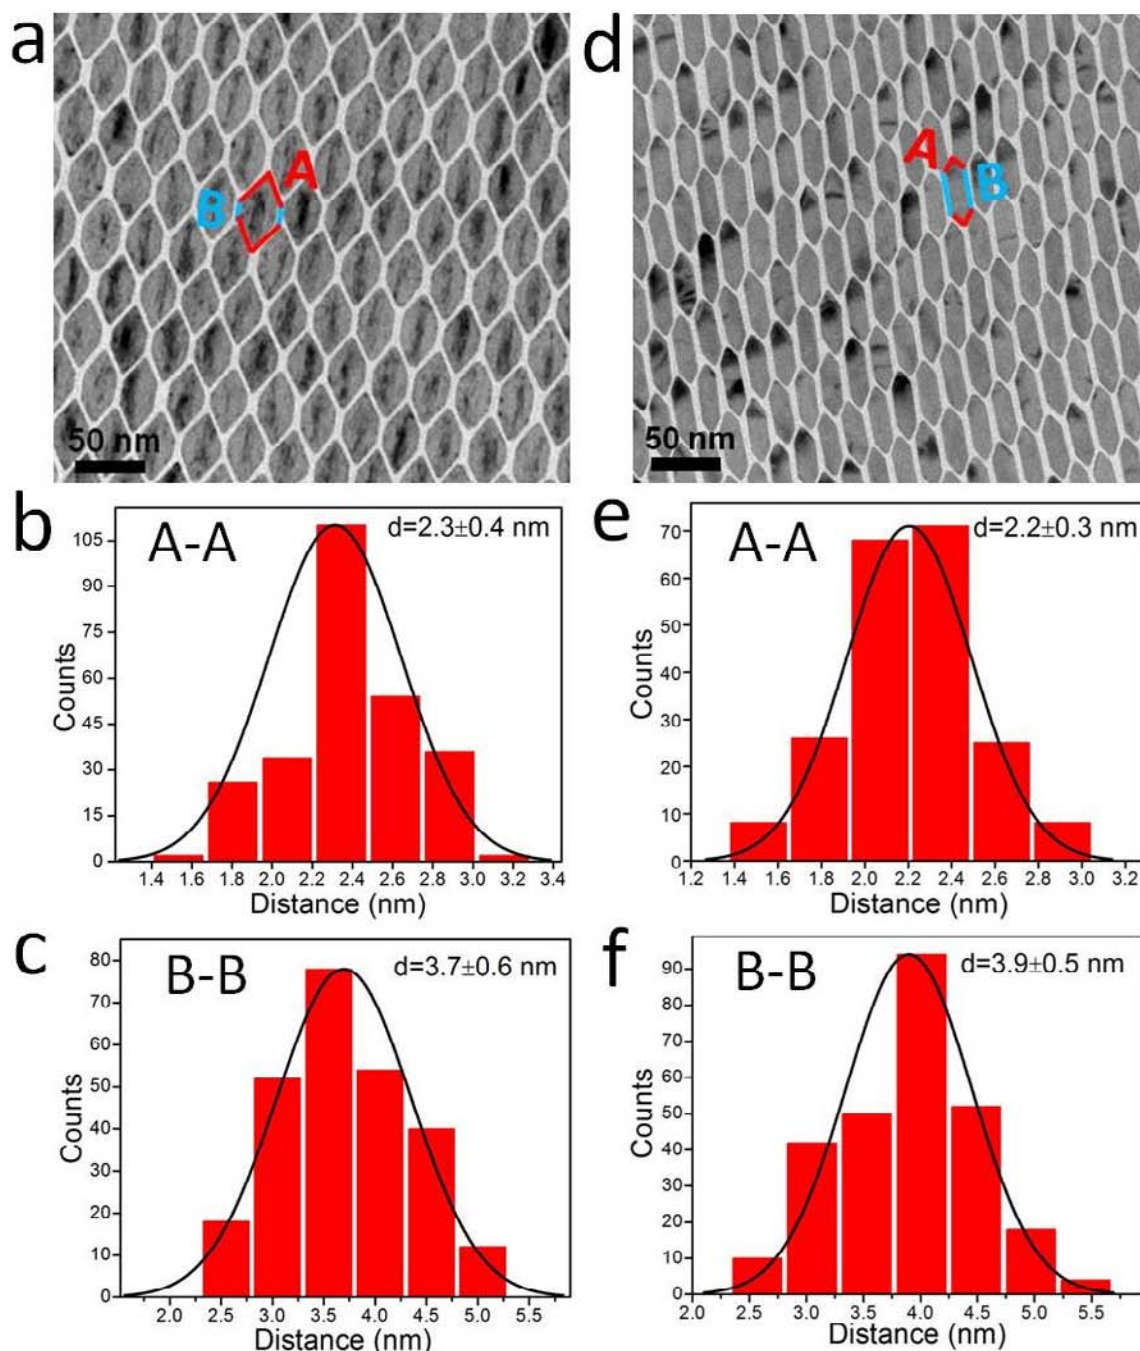 a
A
B
50 nm
d
A
B
50 nm
b
A-A
d=2.3±0.4 nm
105
90
75
60
45
30
15
0
Counts
1.4 1.6 1.8 2.0 2.2 2.4 2.6 2.8 3.0 3.2 3.4
Distance (nm)
e
A-A
d=2.2±0.3 nm
70
60
50
40
30
20
10
0
Counts
1.2 1.4 1.6 1.8 2.0 2.2 2.4 2.6 2.8 3.0 3.2
Distance (nm)
c
B-B
d=3.7±0.6 nm
80
70
60
50
40
30
20
10
0
Counts
2.0 2.5 3.0 3.5 4.0 4.5 5.0 5.5
Distance (nm)
f
B-B
d=3.9±0.5 nm
90
80
70
60
50
40
30
20
10
0
Counts
2.0 2.5 3.0 3.5 4.0 4.5 5.0 5.5
Distance (nm)